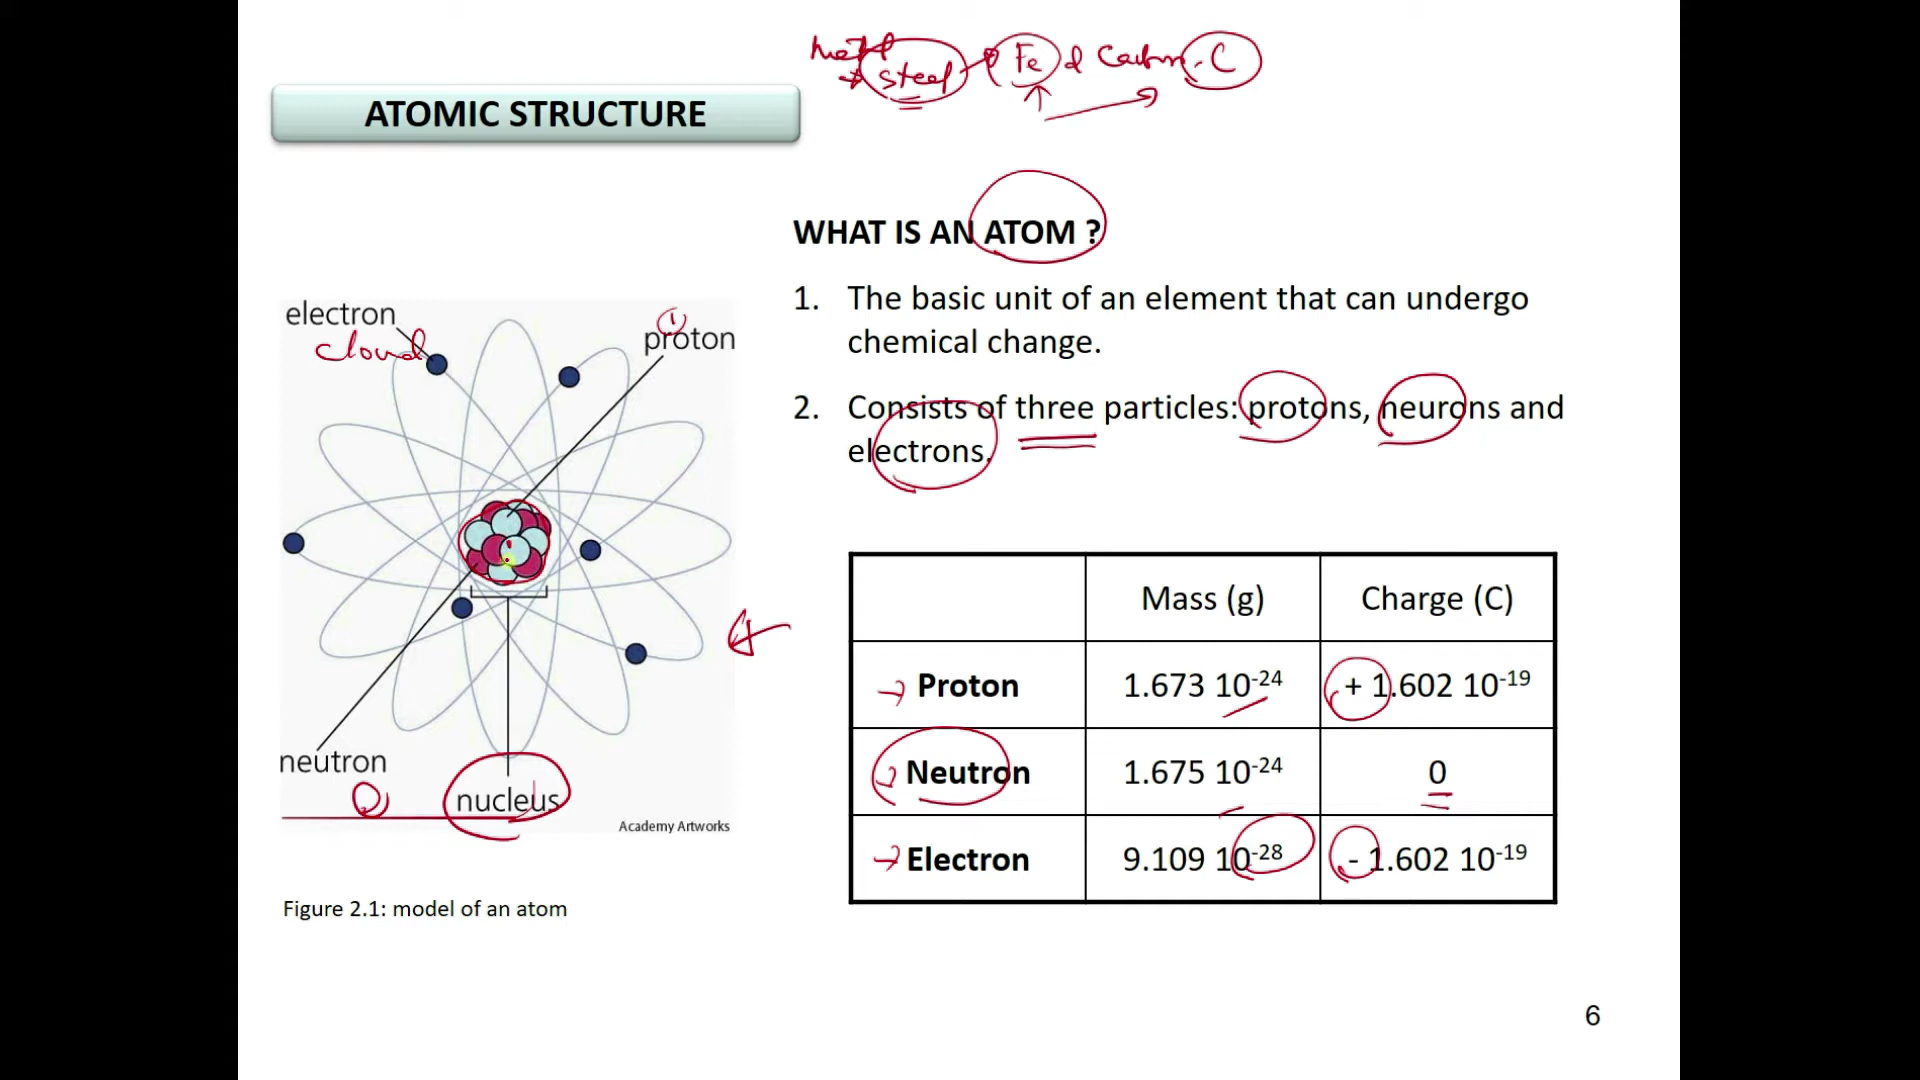 metal
steel Fe & Carbon. C
ATOMIC STRUCTURE
WHAT IS AN ATOM ?
1. The basic unit of an element that can undergo
chemical change.
2. Consists of three particles: protons, neurons and
electrons.
electron
cloud
1
proton
neutron
2
nucleus
Academy Artworks
Figure 2.1: model of an atom
Mass (g) Charge (C)
Proton 1.673 10⁻²⁴ + 1.602 10⁻¹⁹
Neutron 1.675 10⁻²⁴ 0
Electron 9.109 10⁻²⁸ - 1.602 10⁻¹⁹
6